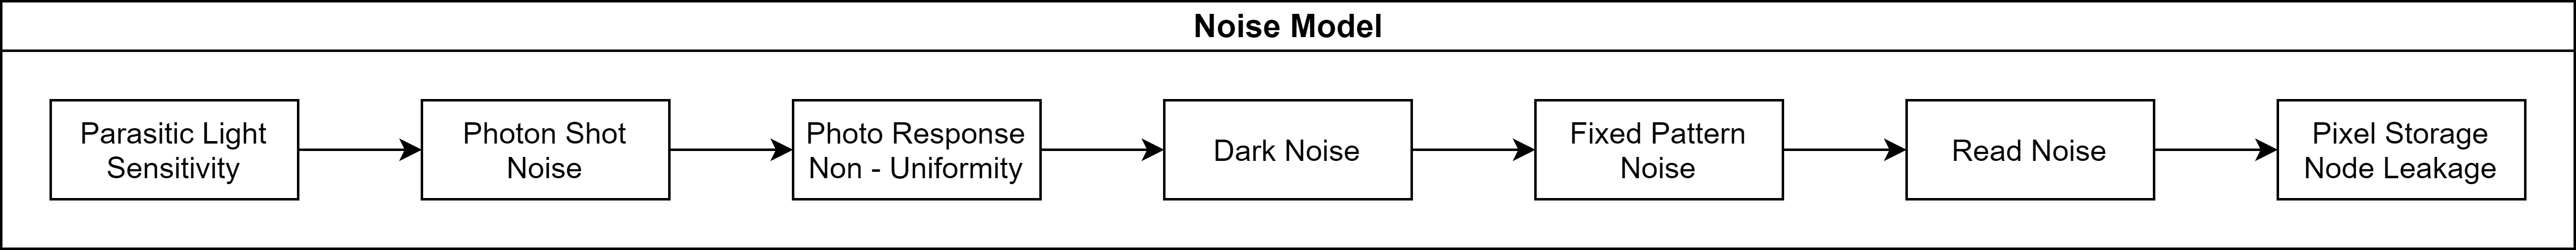 Noise Model
Parasitic Light
Sensitivity
Photon Shot
Noise
Photo Response
Non - Uniformity
Dark Noise
Fixed Pattern
Noise
Read Noise
Pixel Storage
Node Leakage